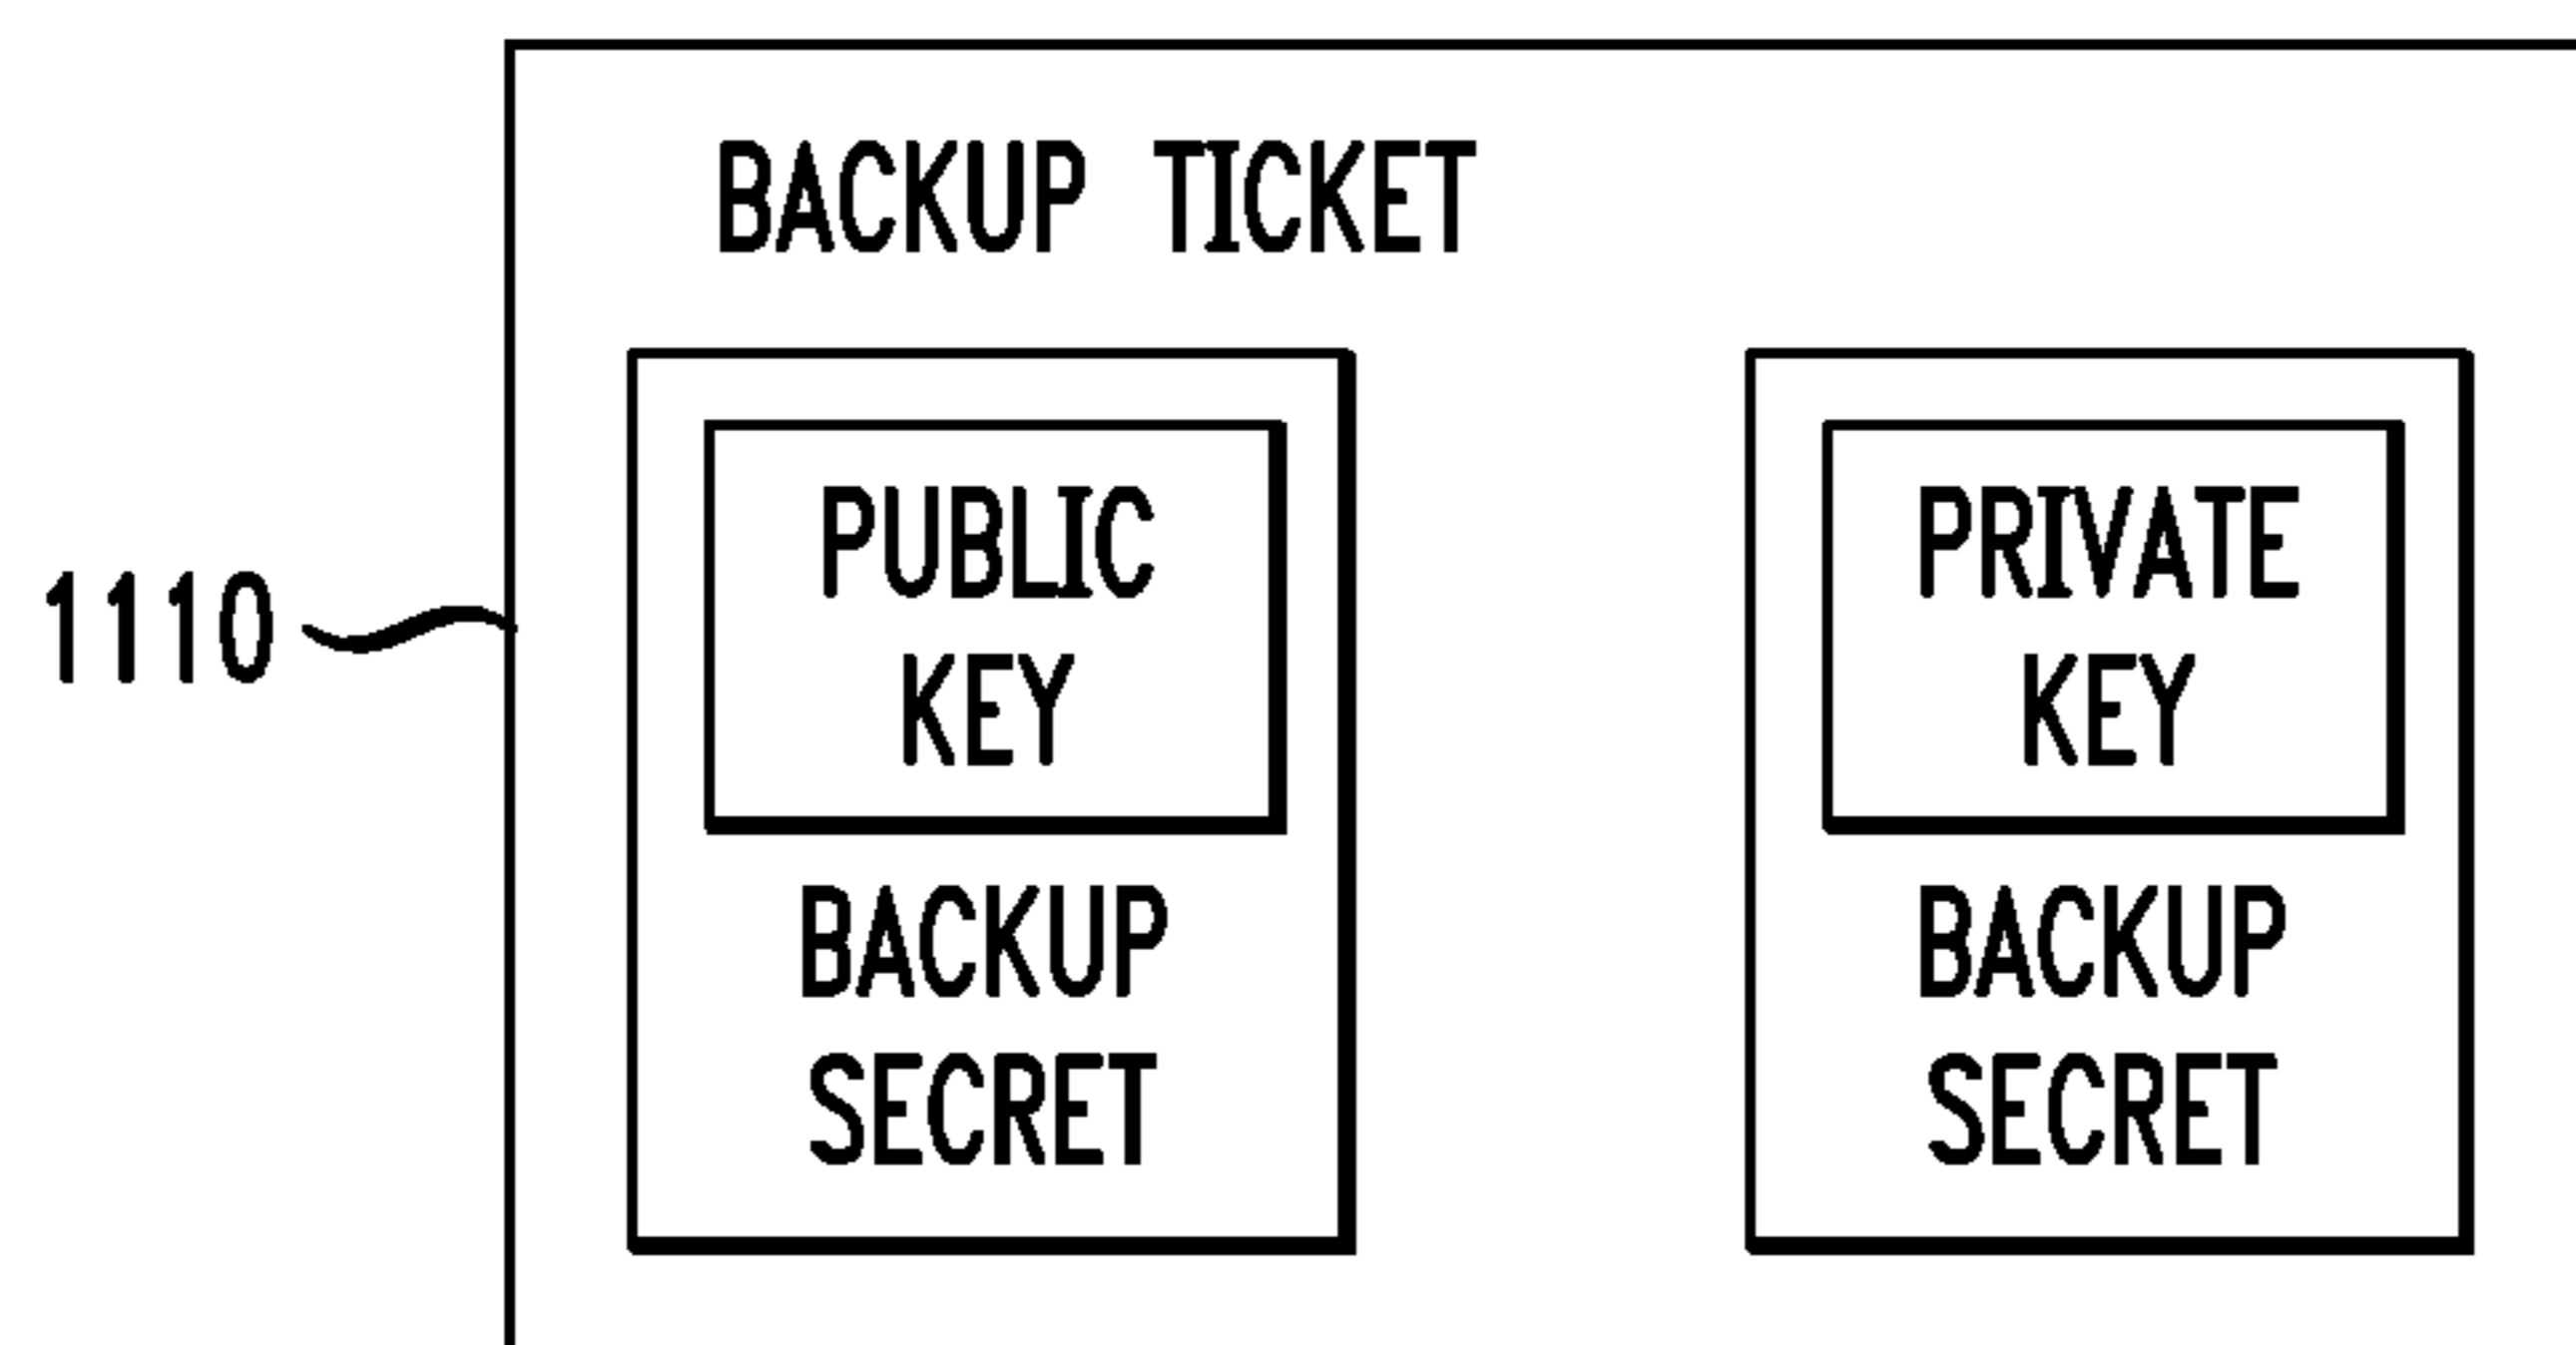 BACKUP TICKET
PUBLIC
KEY
BACKUP
SECRET
PRIVATE
KEY
BACKUP
SECRET
1110